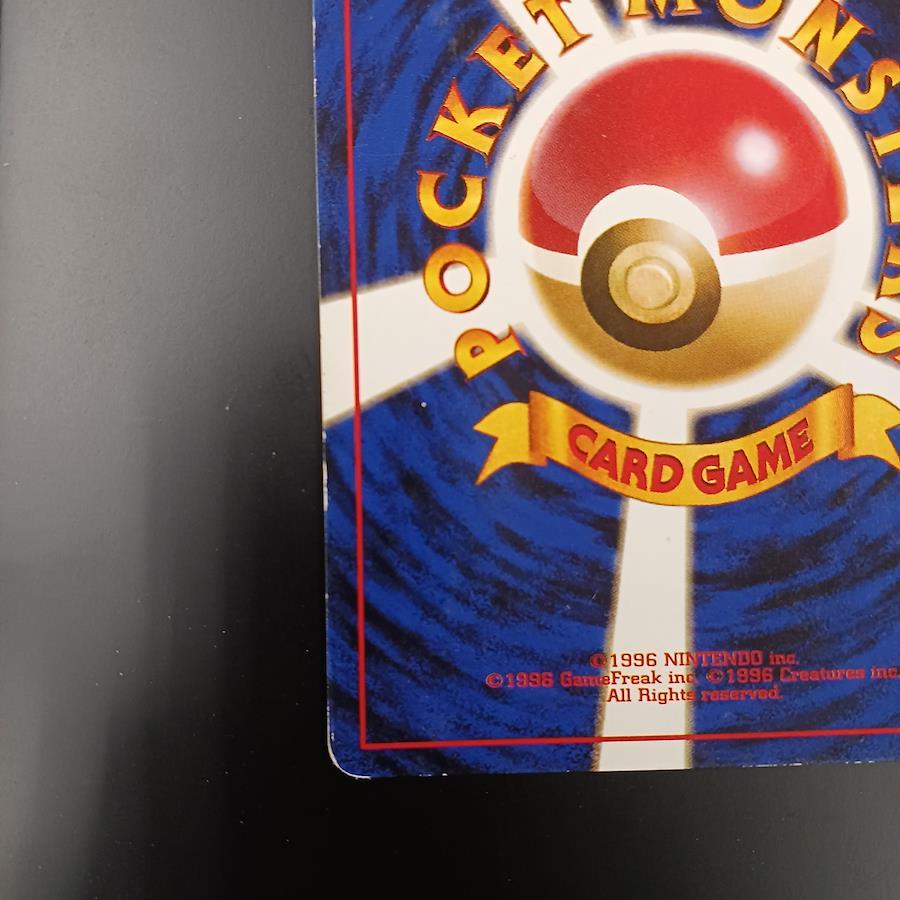 POCKET MONSTERS
CARD GAME
©1996 NINTENDO inc.
©1996 GameFreak inc. ©1996 Creatures inc.
All Rights reserved.